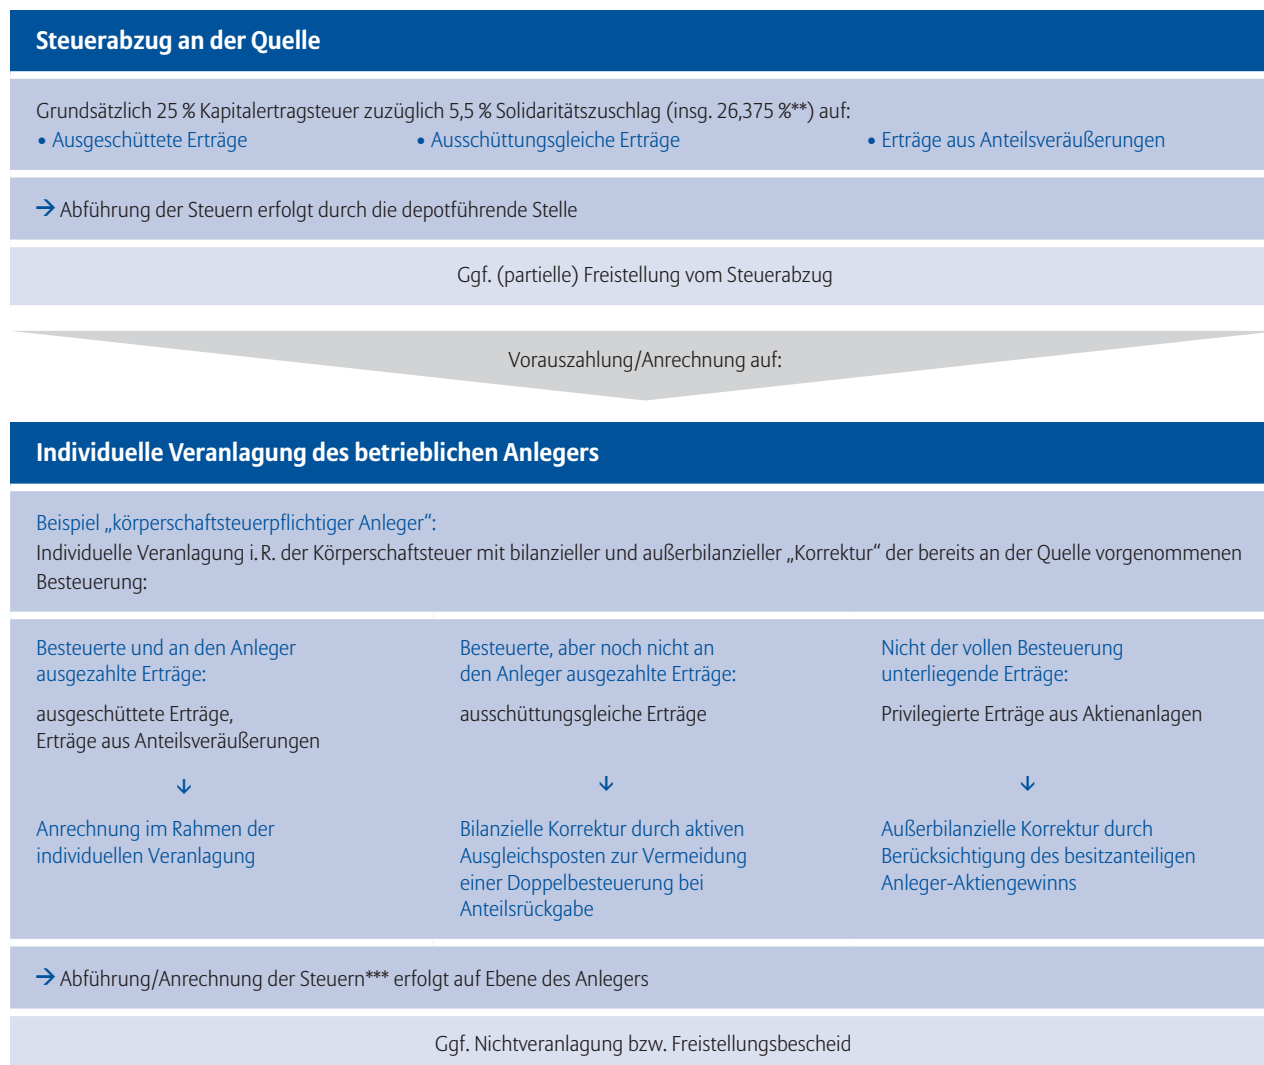 Steuerabzug an der Quelle
Grundsätzlich 25 % Kapitalertragsteuer zuzüglich 5,5 % Solidaritätszuschlag (insg. 26,375 %**) auf:
• Ausgeschüttete Erträge
• Ausschüttungsgleiche Erträge
• Erträge aus Anteilsveräußerungen
→ Abführung der Steuern erfolgt durch die depotführende Stelle
Ggf. (partielle) Freistellung vom Steuerabzug
Vorauszahlung/Anrechnung auf:
Individuelle Veranlagung des betrieblichen Anlegers
Beispiel „körperschaftsteuerpflichtiger Anleger“:
Individuelle Veranlagung i. R. der Körperschaftsteuer mit bilanzieller und außerbilanzieller „Korrektur“ der bereits an der Quelle vorgenommenen
Besteuerung:
Besteuerte und an den Anleger
ausgezahlte Erträge:
ausgeschüttete Erträge,
Erträge aus Anteilsveräußerungen
↓
Anrechnung im Rahmen der
individuellen Veranlagung
Besteuerte, aber noch nicht an
den Anleger ausgezahlte Erträge:
ausschüttungsgleiche Erträge
↓
Bilanzielle Korrektur durch aktiven
Ausgleichsposten zur Vermeidung
einer Doppelbesteuerung bei
Anteilsrückgabe
Nicht der vollen Besteuerung
unterliegende Erträge:
Privilegierte Erträge aus Aktienanlagen
↓
Außerbilanzielle Korrektur durch
Berücksichtigung des besitzanteiligen
Anleger-Aktiengewinns
→ Abführung/Anrechnung der Steuern*** erfolgt auf Ebene des Anlegers
Ggf. Nichtveranlagung bzw. Freistellungsbescheid